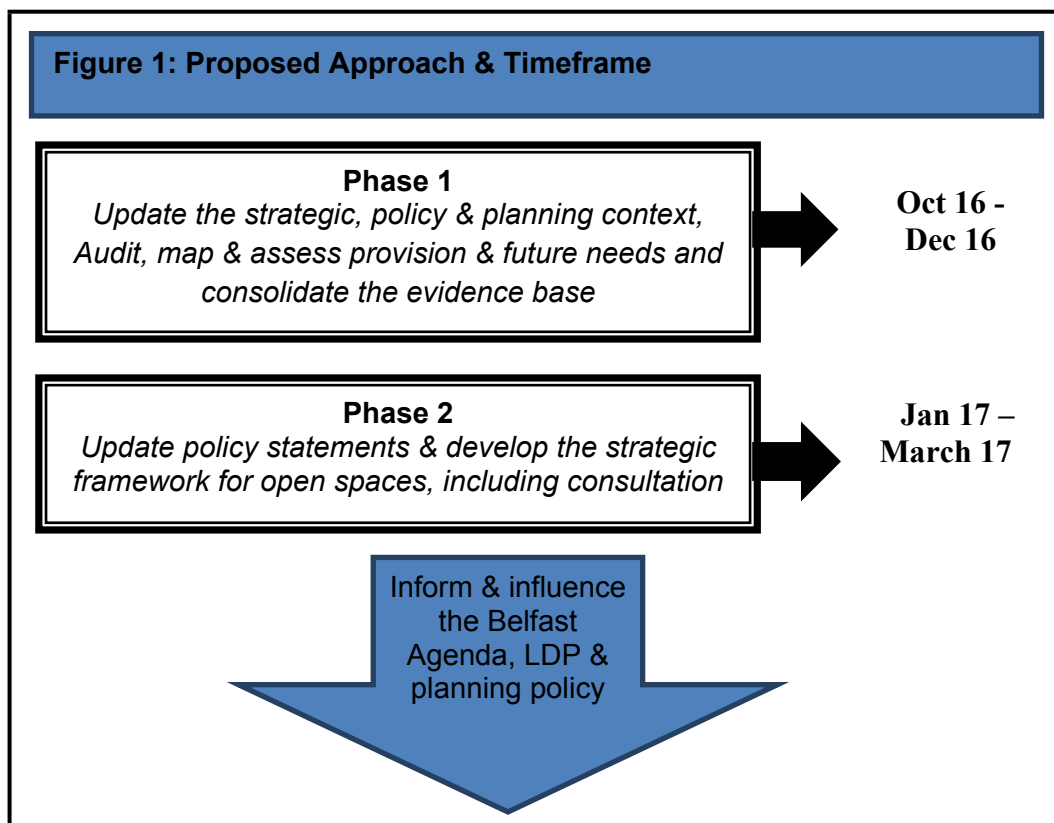 Figure 1: Proposed Approach & Timeframe
Phase 1
Update the strategic, policy & planning context,
Audit, map & assess provision & future needs and
consolidate the evidence base
Oct 16 -
Dec 16
Phase 2
Update policy statements & develop the strategic
framework for open spaces, including consultation
Jan 17 –
March 17
Inform & influence
the Belfast
Agenda, LDP &
planning policy